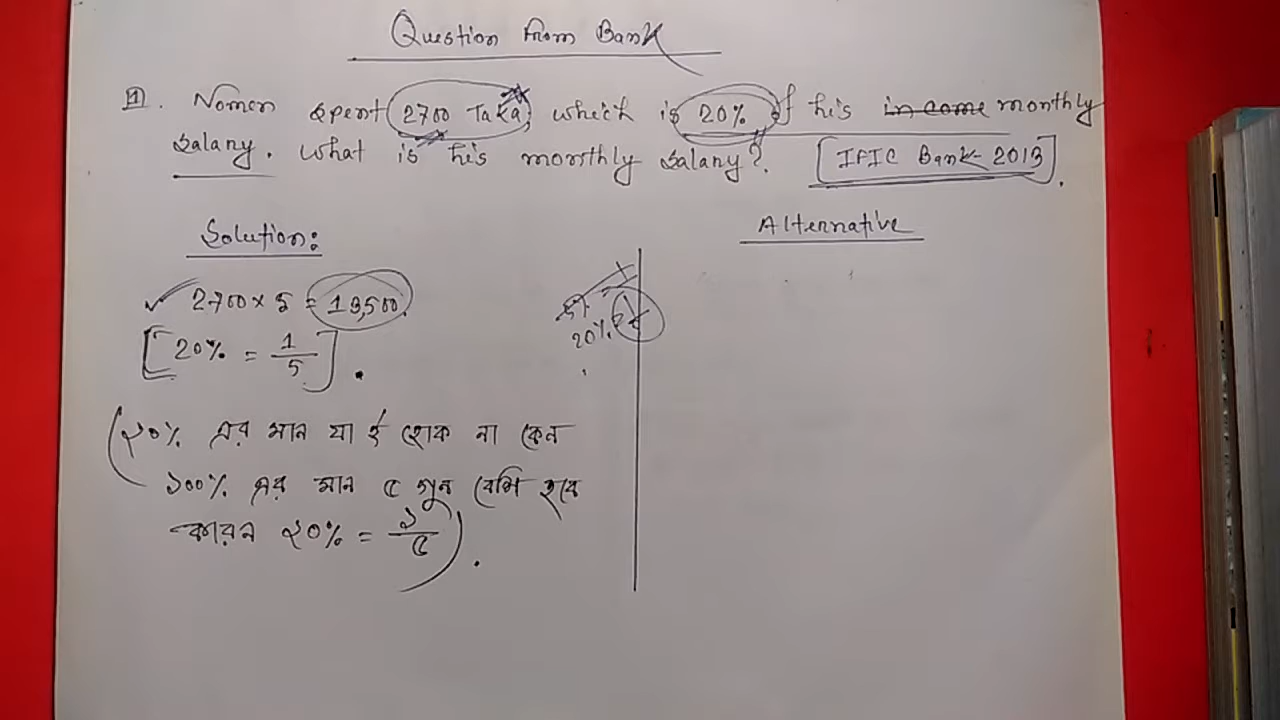 Question From Bank
1. Nomen spent 2700 Taka, which is 20% of his income monthly
salary. What is his monthly salary? [IFIC Bank-2013].
Solution:
2700 x 5 = 13,500.
[20% = 1/5].
(২০% এর মান যা ই হোক না কেন
১০০% এর মান ৫ গুন বেশি হবে
কারন ২০% = ১/৫).
20%
Alternative